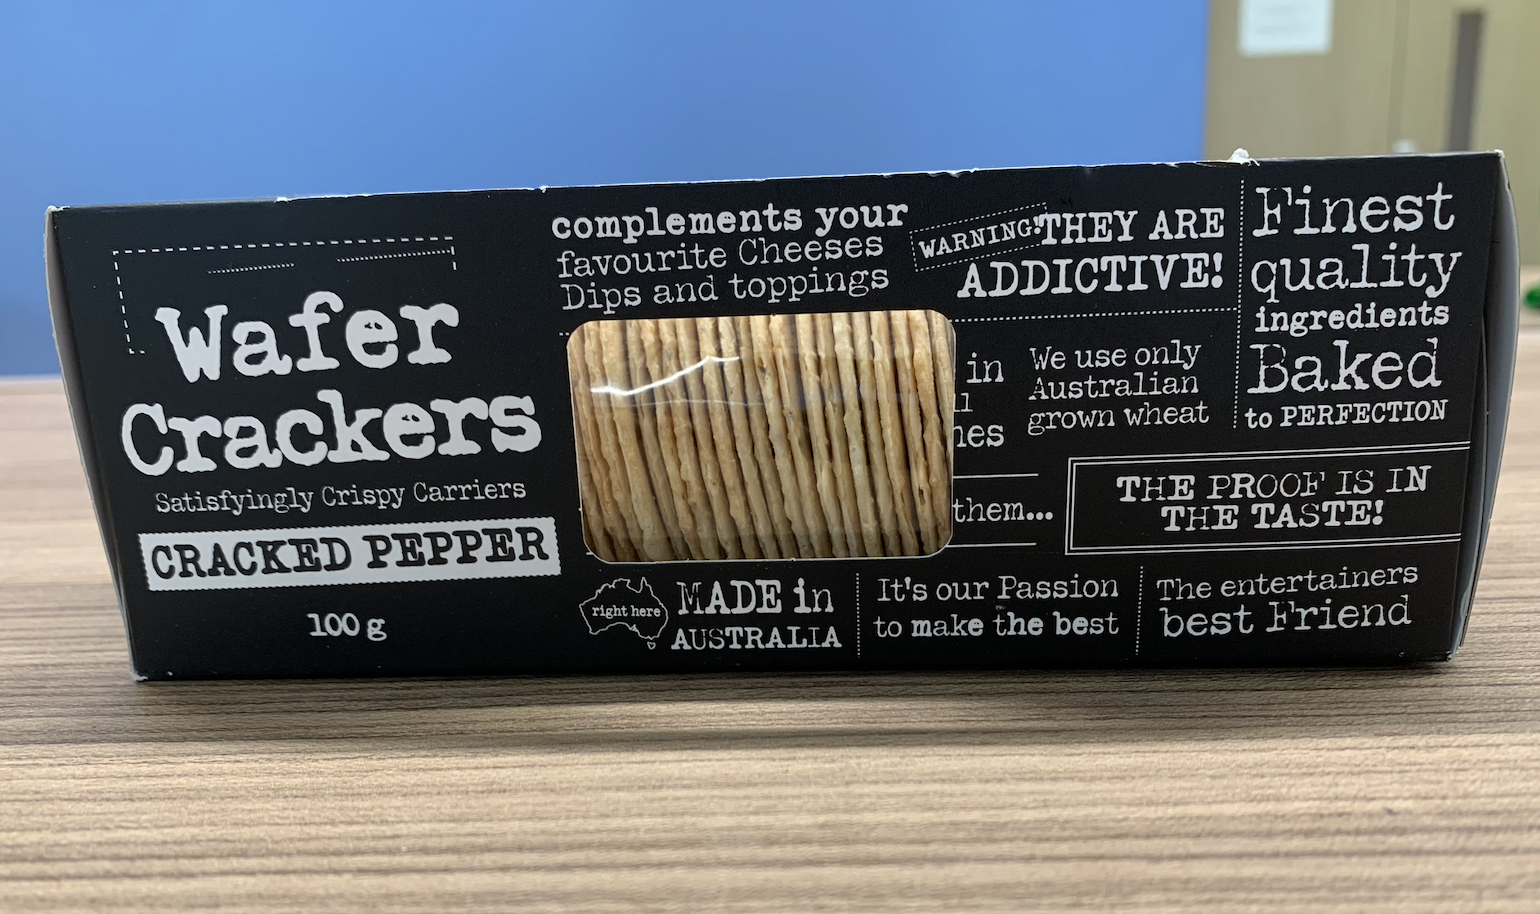 Wafer
Crackers
Satisfyingly Crispy Carriers
CRACKED PEPPER
100 g
complements your
favourite Cheeses
Dips and toppings
WARNING! THEY ARE
ADDICTIVE!
Finest
quality
ingredients
Baked
to PERFECTION
in
We use only
Australian
grown wheat
them...
THE PROOF IS IN
THE TASTE!
right here
MADE in
AUSTRALIA
It's our Passion
to make the best
The entertainers
best Friend